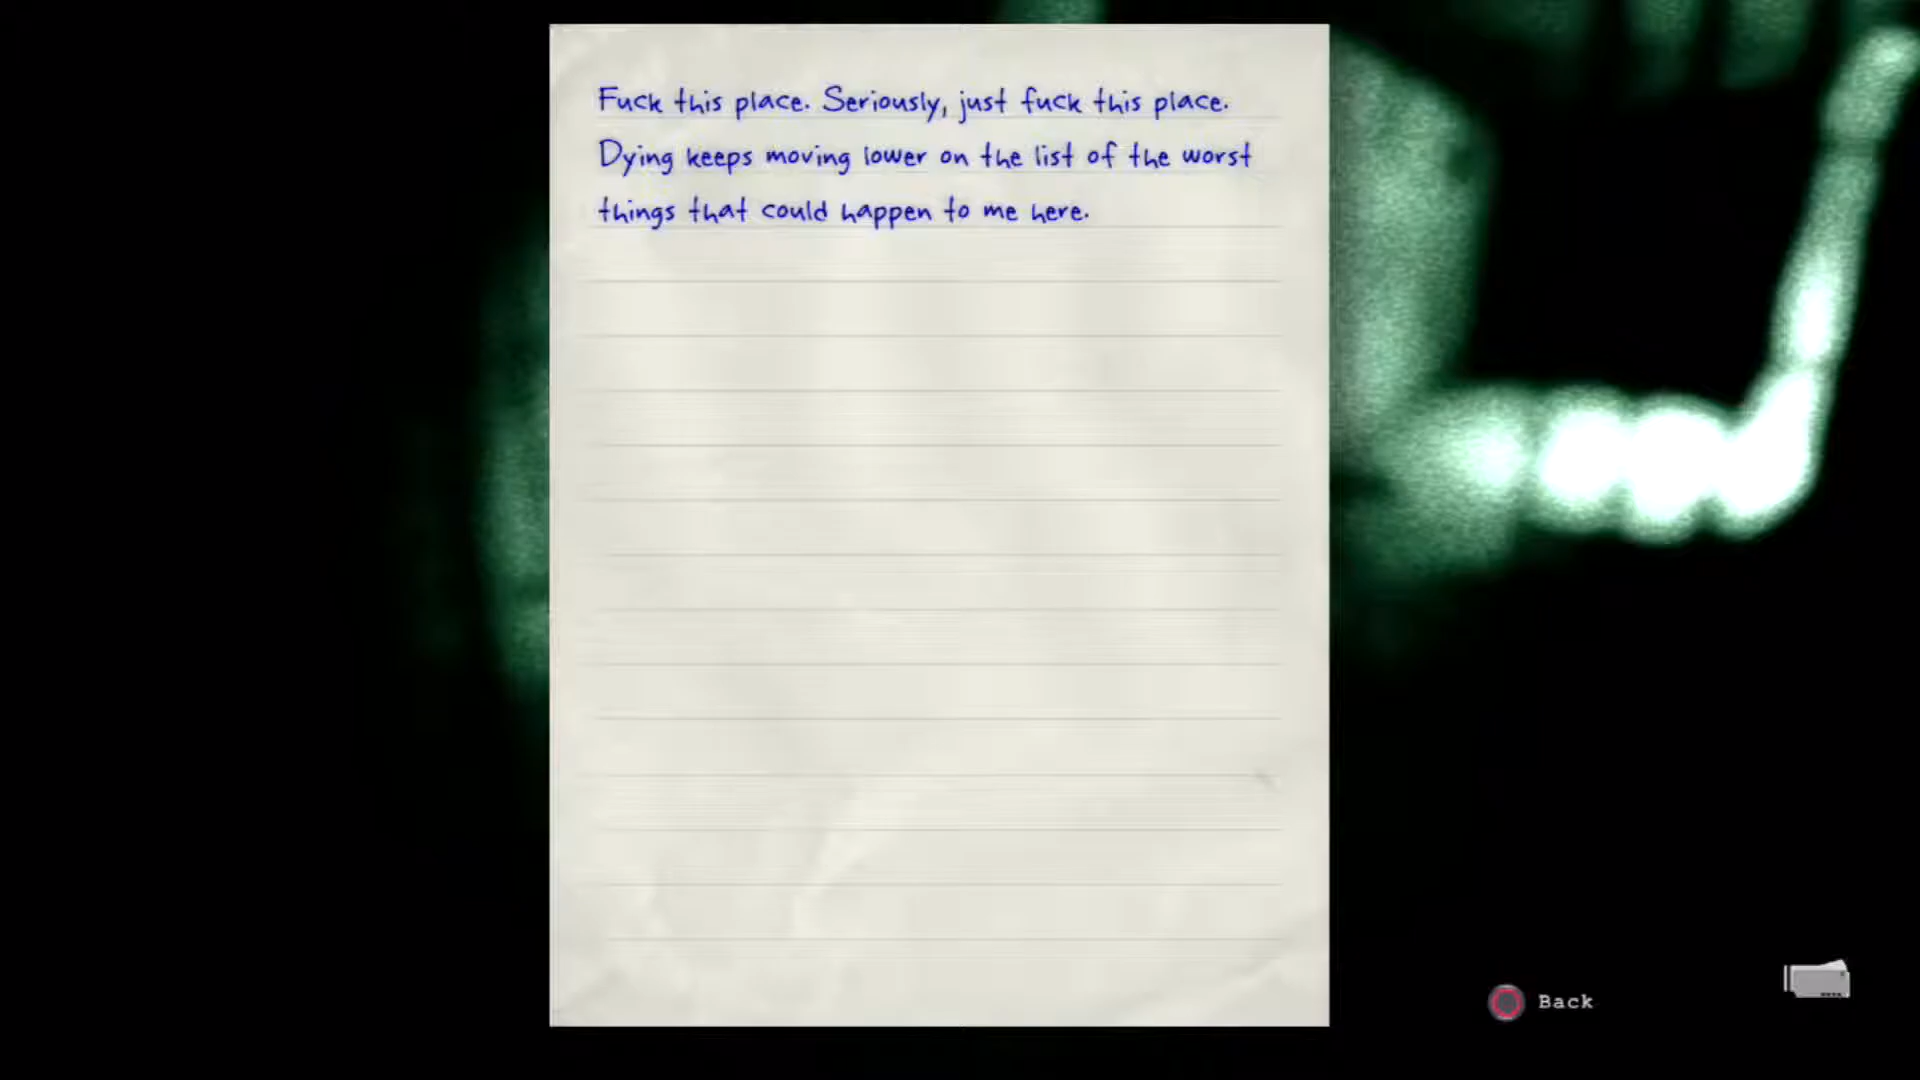 Fuck this place. Seriously, just fuck this place.
Dying keeps moving lower on the list of the worst
things that could happen to me here.
Back